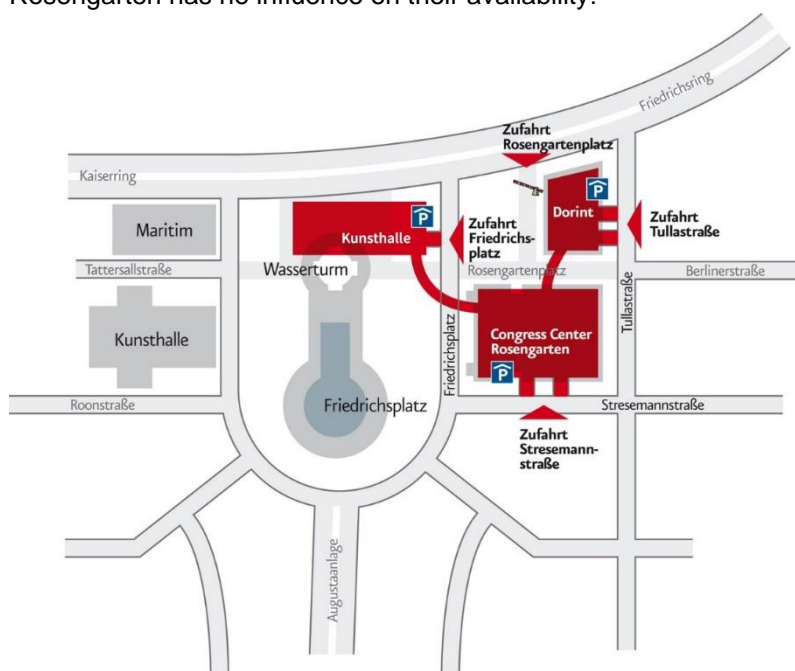 Rosengarten has no influence on their availability.
Friedrichsring
Zufahrt
Rosengartenplatz
Kaiserring
P
P
Maritim
Kunsthalle
Zufahrt
Friedrichs-
platz
Dorint
Zufahrt
Tullastraße
Tattersallstraße
Wasserturm
Rosengartenplatz
Berlinerstraße
Kunsthalle
Friedrichsplatz
Congress Center
Rosengarten
Tullastraße
P
Roonstraße
Friedrichsplatz
Stresemannstraße
Zufahrt
Stresemann-
straße
Augustaanlage